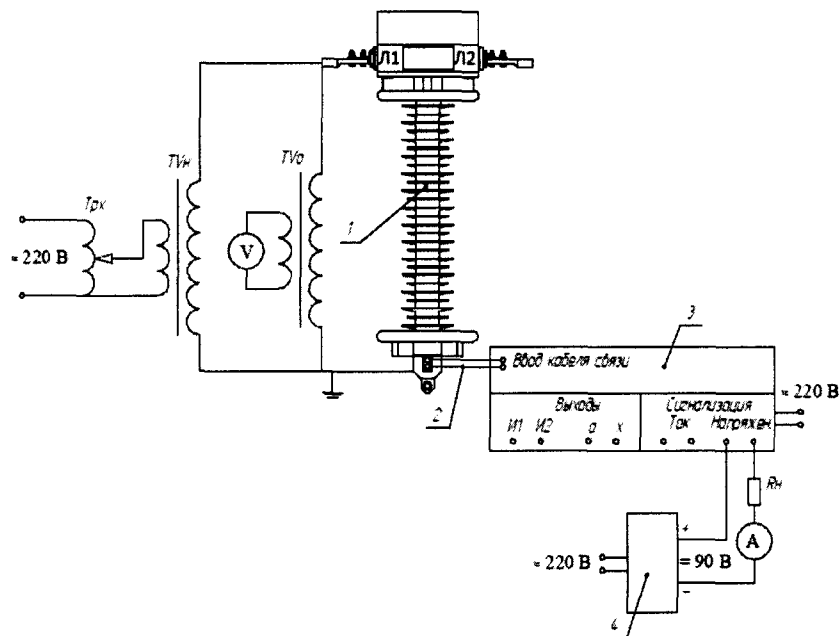 Л1 Л2
TVн
TVо
Трх
≈ 220 В
V
1
3
Ввод кабеля связи
2
≈ 220 В
Выходы
Сигнализация
И1 И2 а х
Ток Напряжен.
Rн
+
A
≈ 220 В
= 90 В
−
4